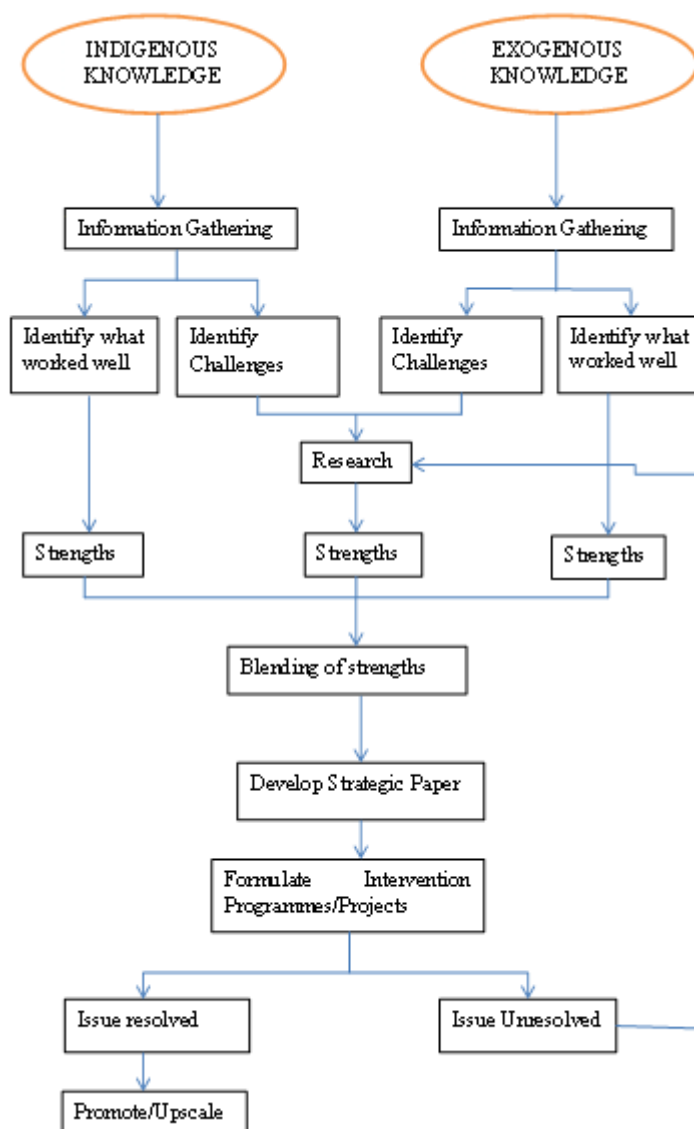 INDIGENOUS
KNOWLEDGE
EXOGENOUS
KNOWLEDGE
Information Gathering
Information Gathering
Identify what
worked well
Identify
Challenges
Identify
Challenges
Identify what
worked well
Research
Strengths
Strengths
Strengths
Blending of strengths
Develop Strategic Paper
Formulate Intervention
Programmes/Projects
Issue resolved
Issue Unresolved
Promote/Upscale